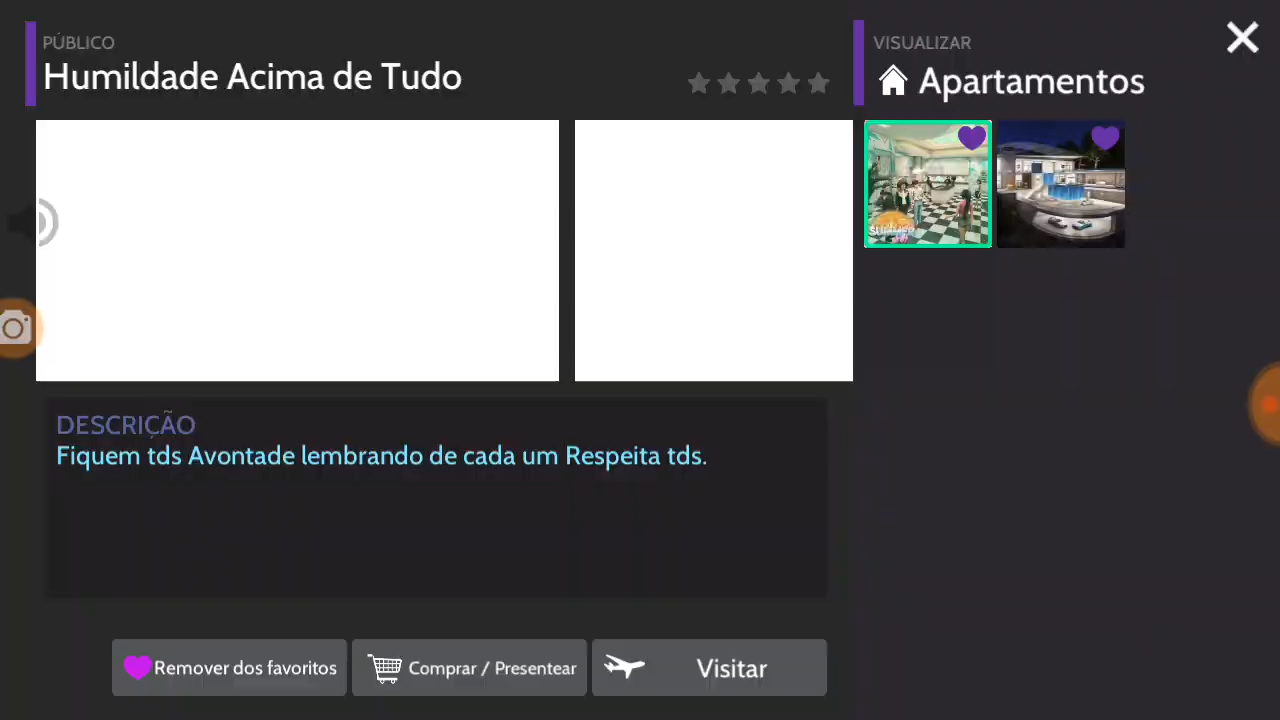 PÚBLICO
Humildade Acima de Tudo
VISUALIZAR
Apartamentos
DESCRIÇÃO
Fiquem tds Avontade lembrando de cada um Respeita tds.
Remover dos favoritos
Comprar / Presentear
Visitar